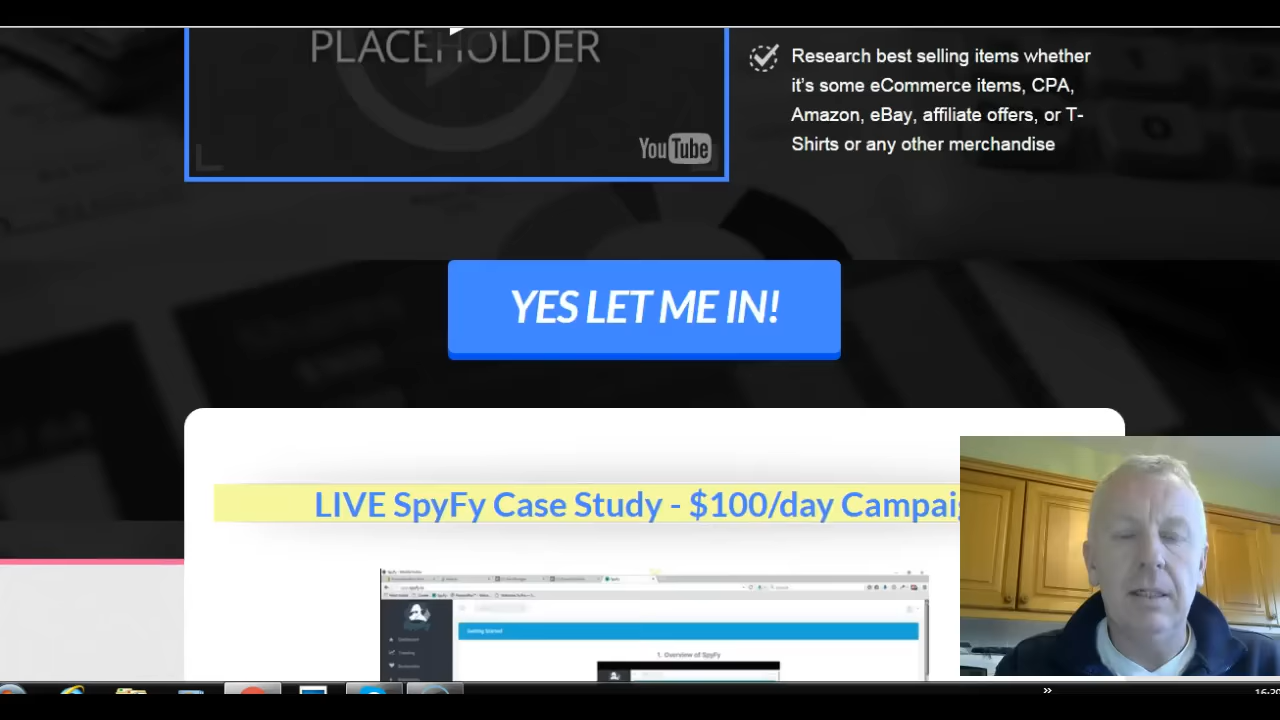 PLACEHOLDER
YouTube
Research best selling items whether
it's some eCommerce items, CPA,
Amazon, eBay, affiliate offers, or T-
Shirts or any other merchandise
YES LET ME IN!
LIVE SpyFy Case Study - $100/day Campai
SpyFy
Getting Started
1. Overview of SpyFy